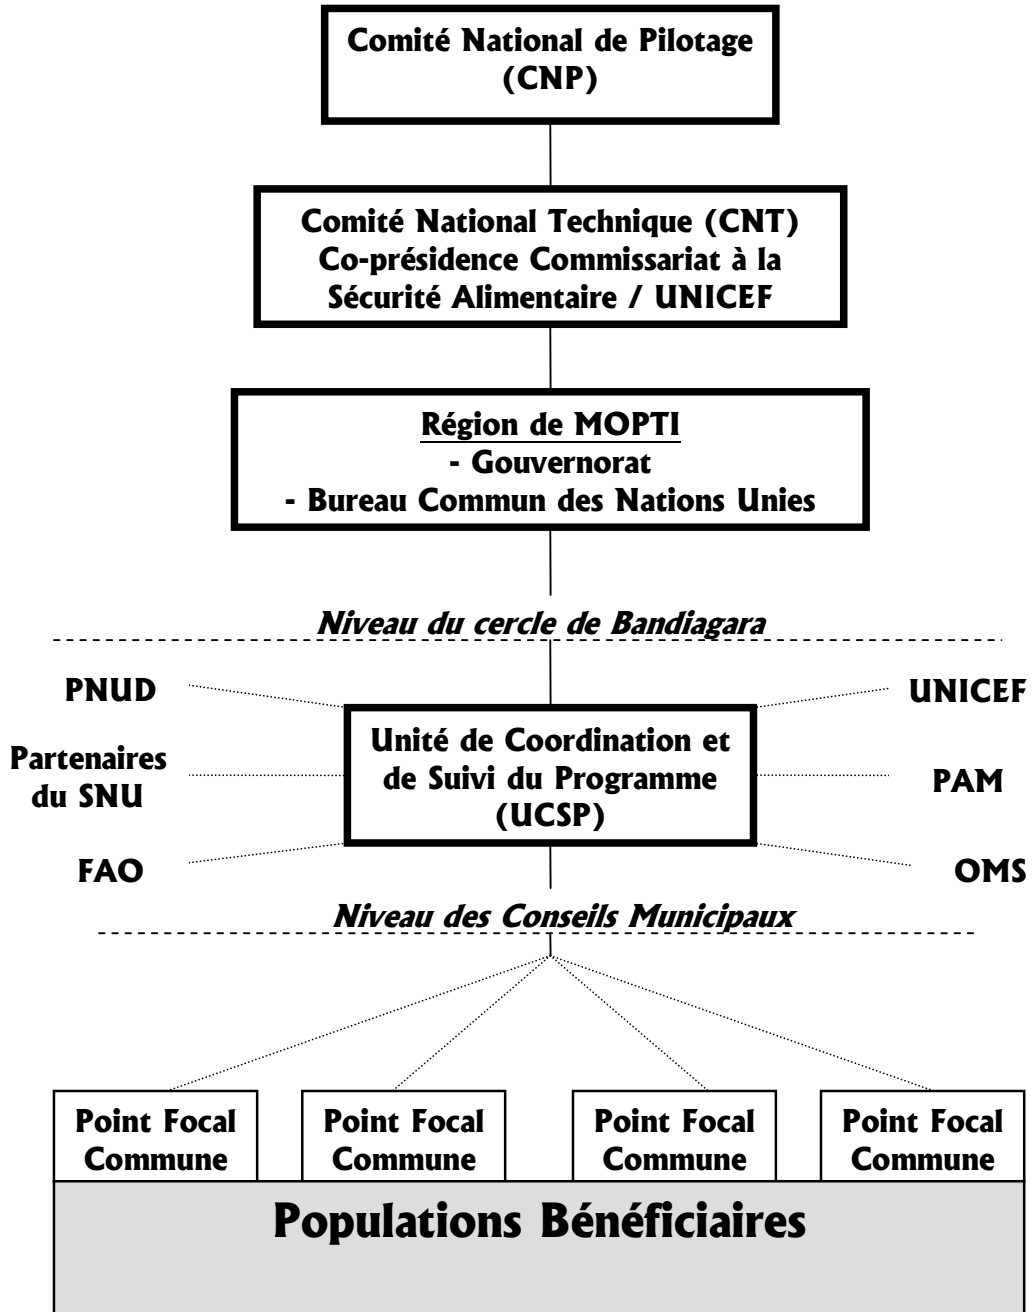 Comité National de Pilotage
(CNP)
Comité National Technique (CNT)
Co-présidence Commissariat à la
Sécurité Alimentaire / UNICEF
Région de MOPTI
- Gouvernorat
- Bureau Commun des Nations Unies
Niveau du cercle de Bandiagara
PNUD
UNICEF
Partenaires
du SNU
Unité de Coordination et
de Suivi du Programme
(UCSP)
PAM
FAO
OMS
Niveau des Conseils Municipaux
Point Focal
Commune
Point Focal
Commune
Point Focal
Commune
Point Focal
Commune
Populations Bénéficiaires